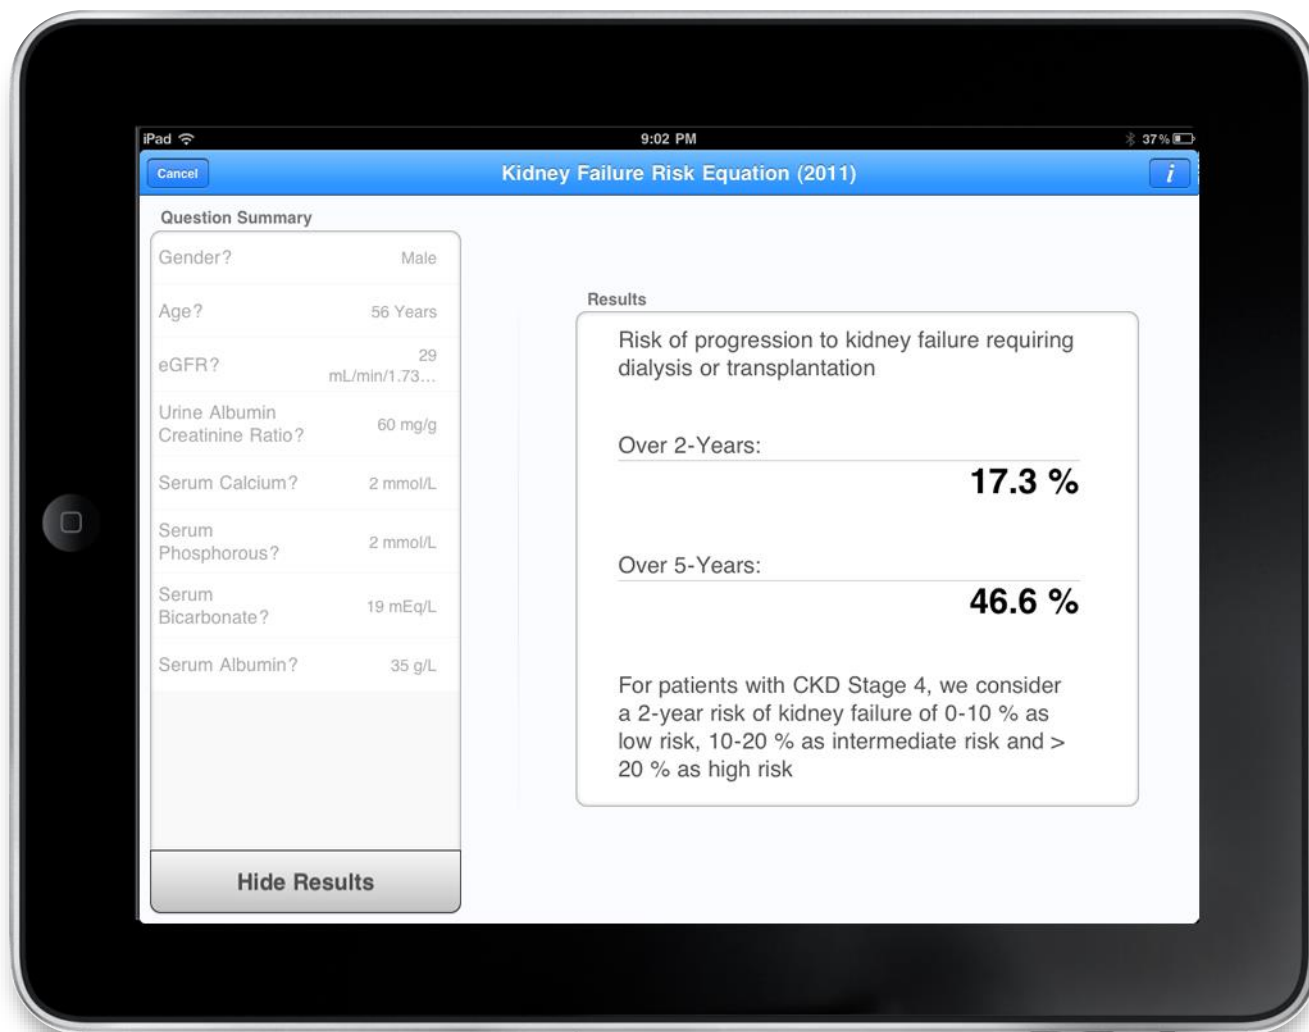 iPad 9:02 PM 37%
Cancel Kidney Failure Risk Equation (2011) i
Question Summary
Gender? Male
Age? 56 Years
eGFR? 29
mL/min/1.73...
Urine Albumin
Creatinine Ratio? 60 mg/g
Serum Calcium? 2 mmol/L
Serum
Phosphorous? 2 mmol/L
Serum
Bicarbonate? 19 mEq/L
Serum Albumin? 35 g/L
Hide Results
Results
Risk of progression to kidney failure requiring
dialysis or transplantation
Over 2-Years:
17.3 %
Over 5-Years:
46.6 %
For patients with CKD Stage 4, we consider
a 2-year risk of kidney failure of 0-10 % as
low risk, 10-20 % as intermediate risk and >
20 % as high risk